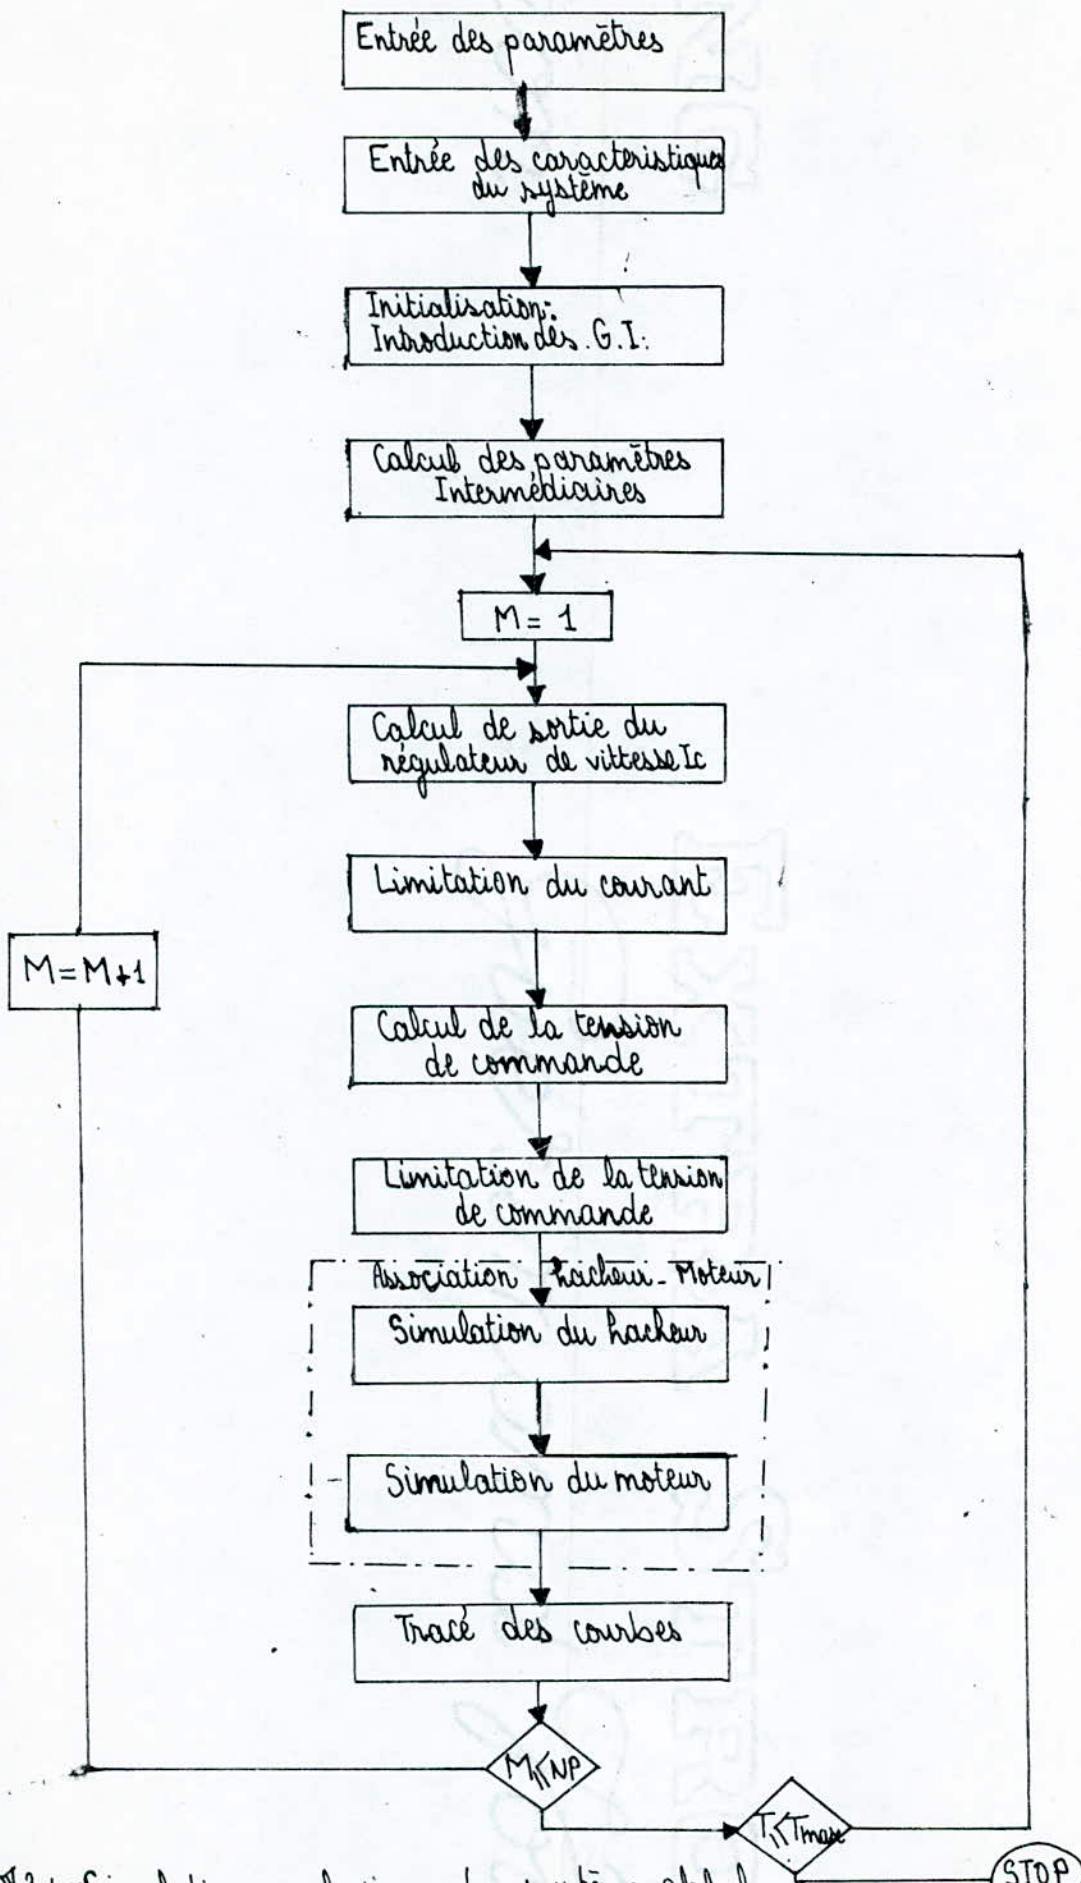 Entrée des paramètres
Entrée des caracteristiques
du système
Initialisation:
Introduction des G.I.
Calcul des paramètres
Intermédiaires
M = 1
Calcul de sortie du
régulateur de vittesse Ic
Limitation du courant
M=M+1
Calcul de la tension
de commande
Limitation de la tension
de commande
Association hacheur-Moteur
Simulation du hacheur
Simulation du moteur
Tracé des courbes
M≤NP
T≤Tmax
STOP